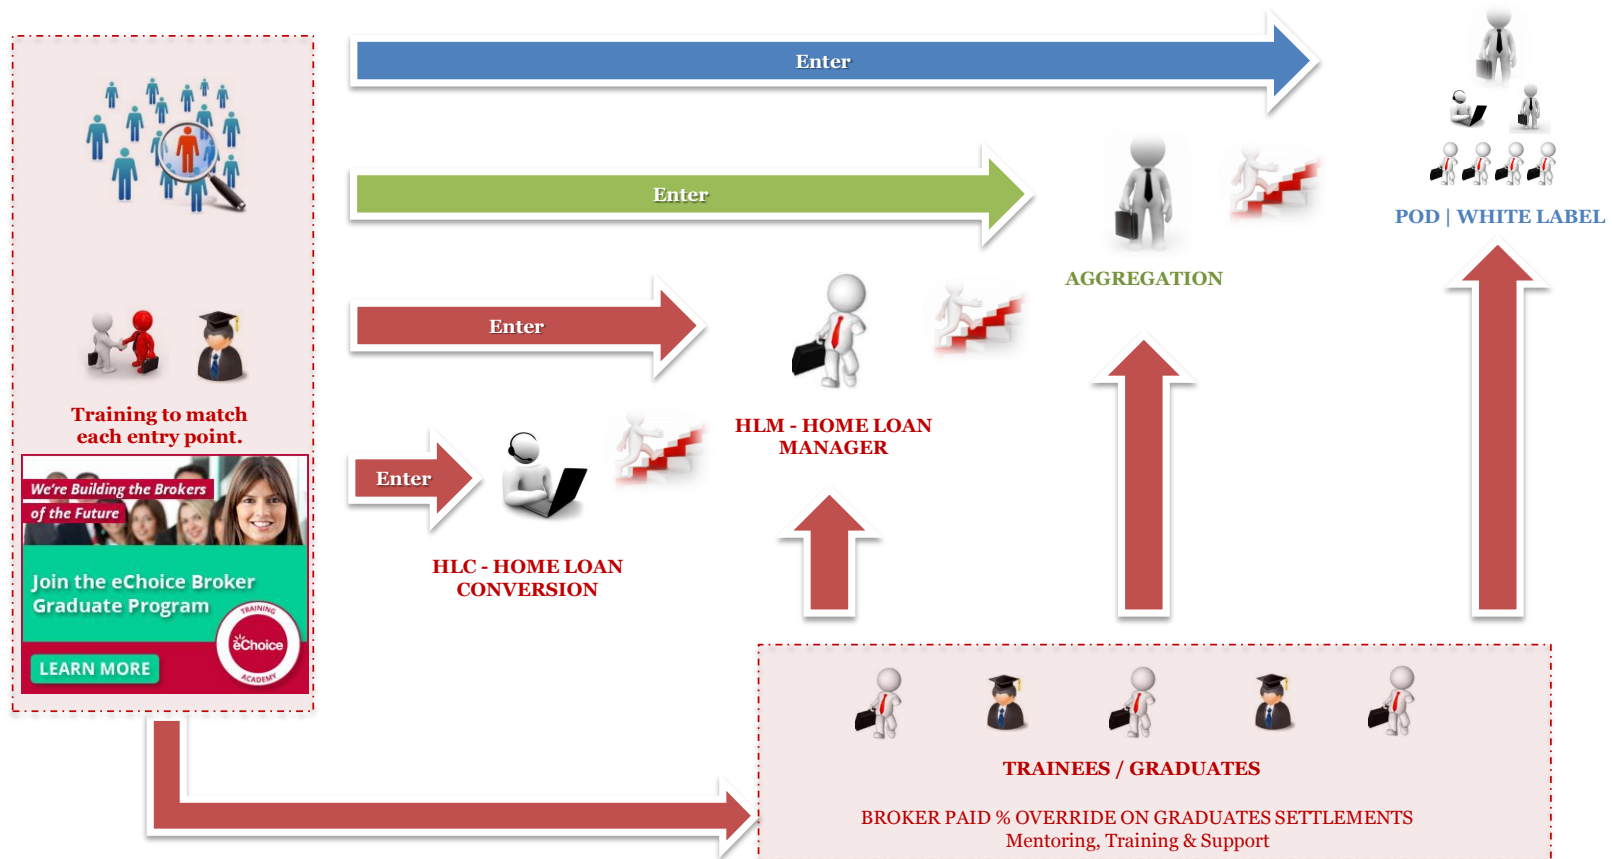 Enter
Enter
POD | WHITE LABEL
AGGREGATION
Enter
Training to match
each entry point.
HLM - HOME LOAN
MANAGER
Enter
We're Building the Brokers
of the Future
HLC - HOME LOAN
CONVERSION
Join the eChoice Broker
Graduate Program
TRAINING
eChoice
ACADEMY
LEARN MORE
TRAINEES / GRADUATES
BROKER PAID % OVERRIDE ON GRADUATES SETTLEMENTS
Mentoring, Training & Support